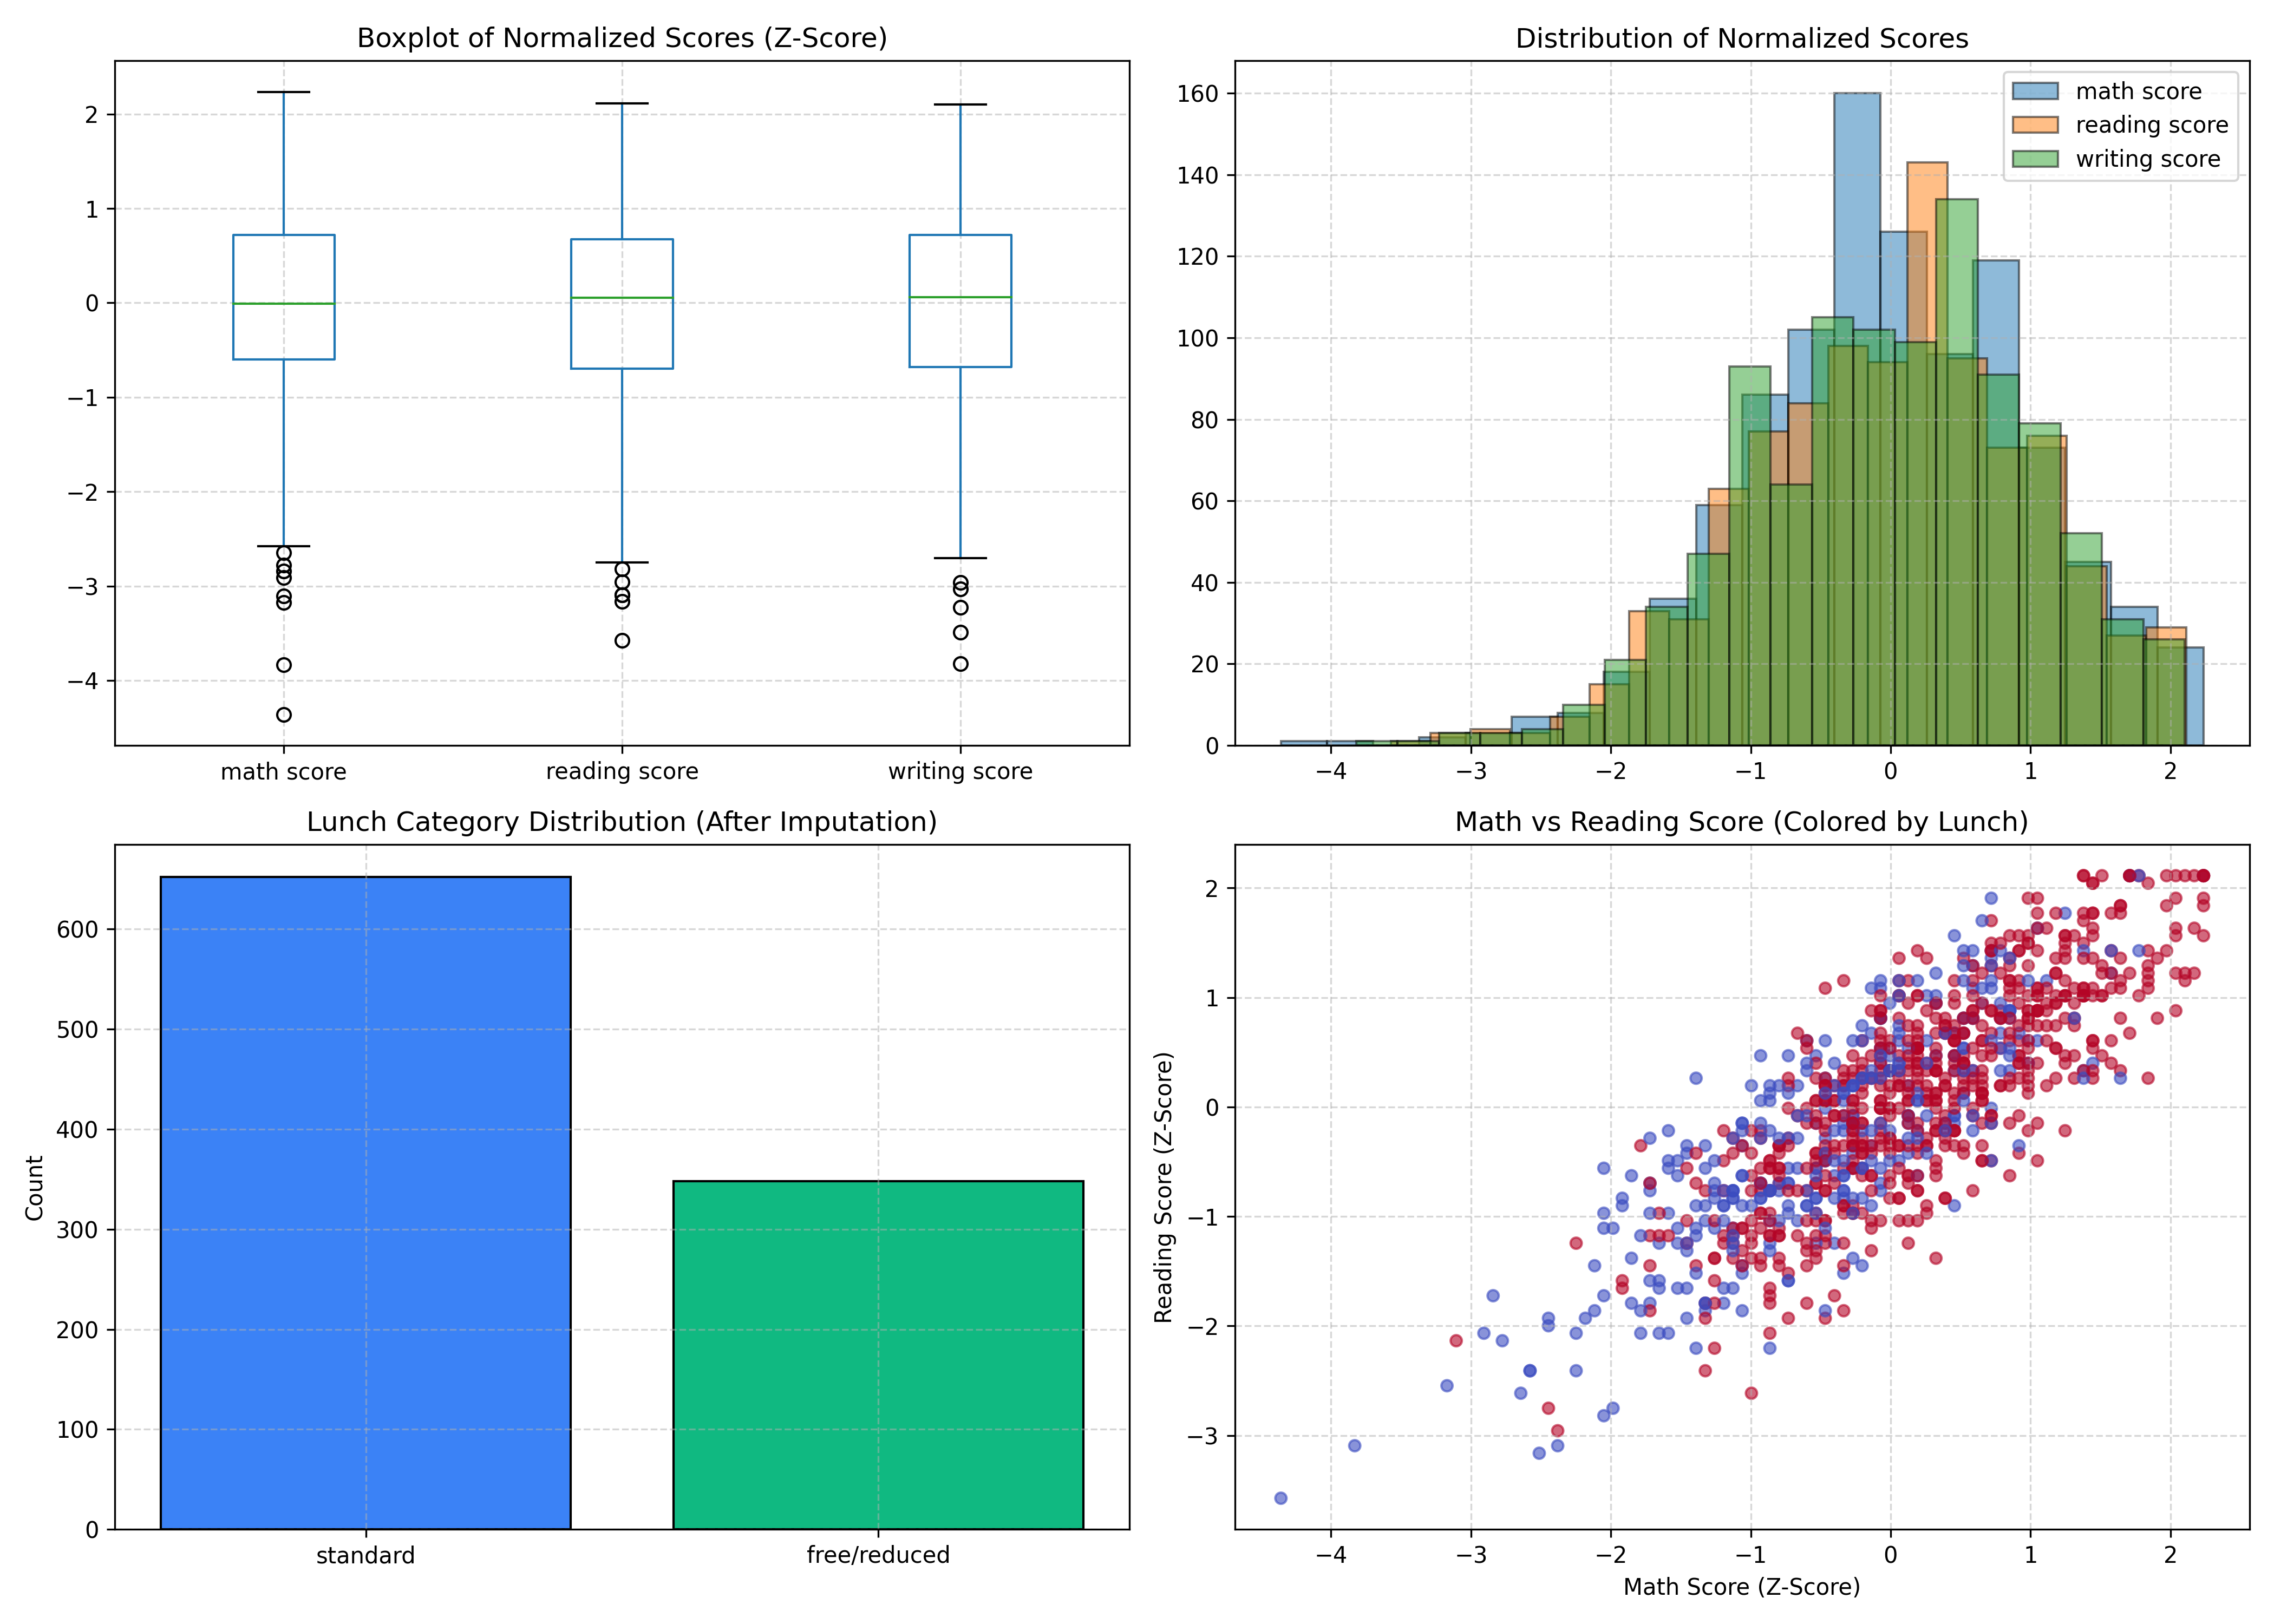 Boxplot of Normalized Scores (Z-Score)
2
1
0
−1
−2
−3
−4
math score reading score writing score
Distribution of Normalized Scores
math score
reading score
writing score
160
140
120
100
80
60
40
20
0
−4 −3 −2 −1 0 1 2
Lunch Category Distribution (After Imputation)
Count
600
500
400
300
200
100
0
standard free/reduced
Math vs Reading Score (Colored by Lunch)
Reading Score (Z-Score)
2
1
0
−1
−2
−3
−4 −3 −2 −1 0 1 2
Math Score (Z-Score)